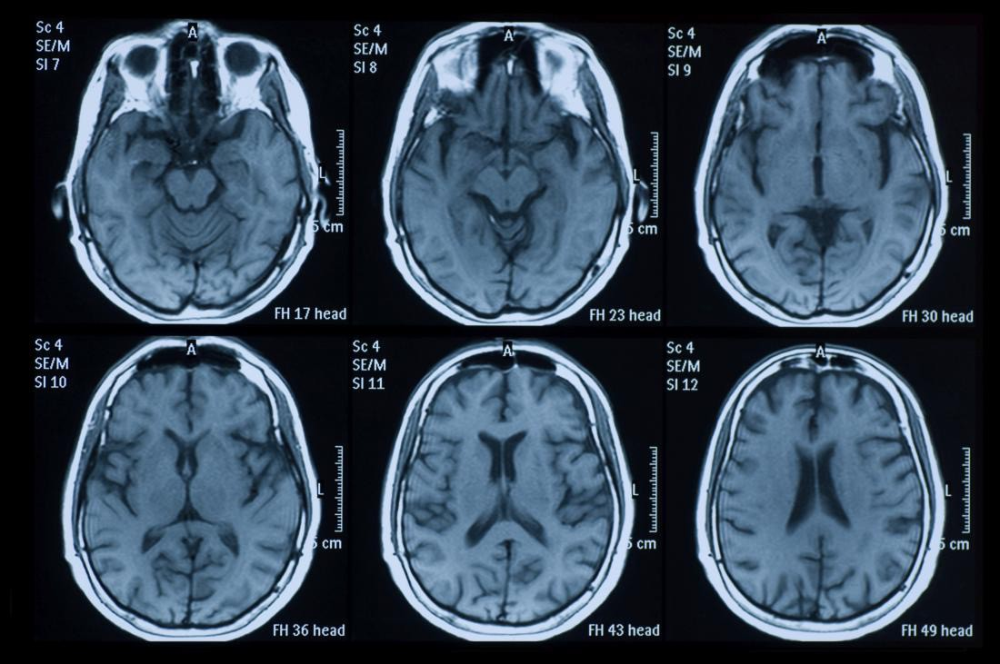 Sc 4
SE/M
SI 7
A
L
5 cm
FH 17 head
Sc 4
SE/M
SI 8
A
L
5 cm
FH 23 head
Sc 4
SE/M
SI 9
A
L
5 cm
FH 30 head
Sc 4
SE/M
SI 10
A
L
5 cm
FH 36 head
Sc 4
SE/M
SI 11
A
L
5 cm
FH 43 head
Sc 4
SE/M
SI 12
A
L
5 cm
FH 49 head